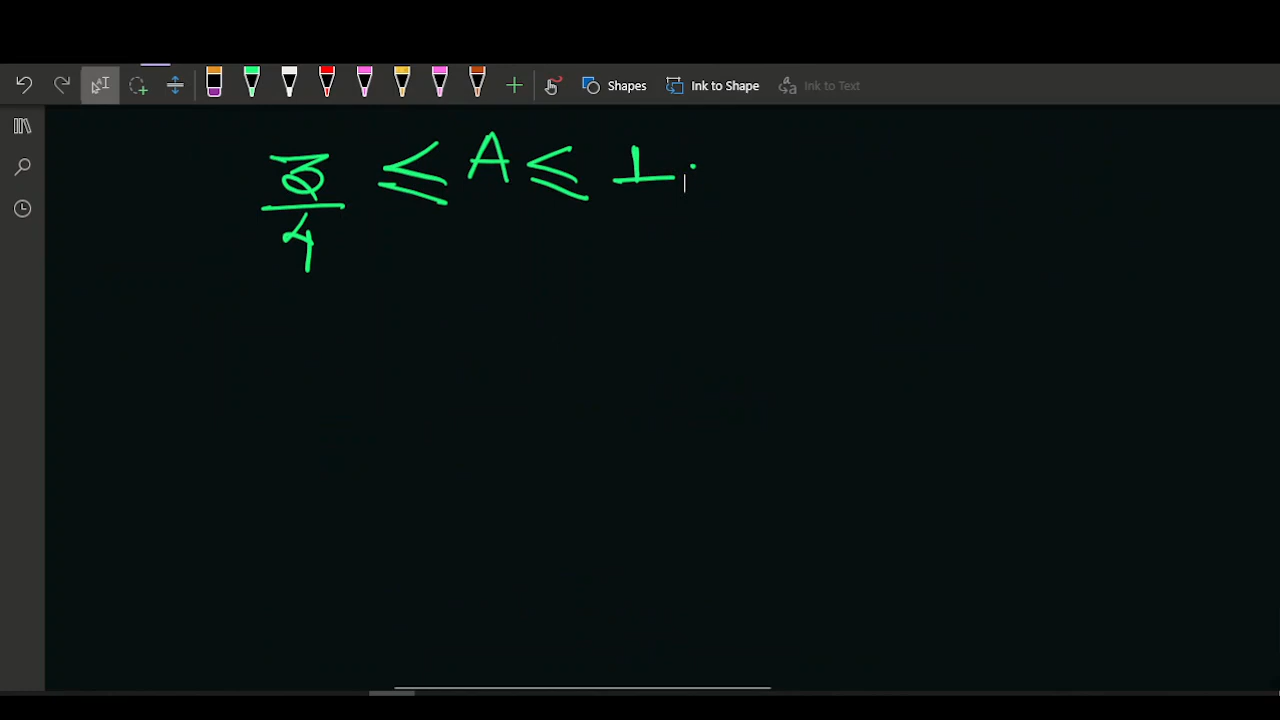 Shapes Ink to Shape Ink to Text
3/4 ≤ A ≤ 1.